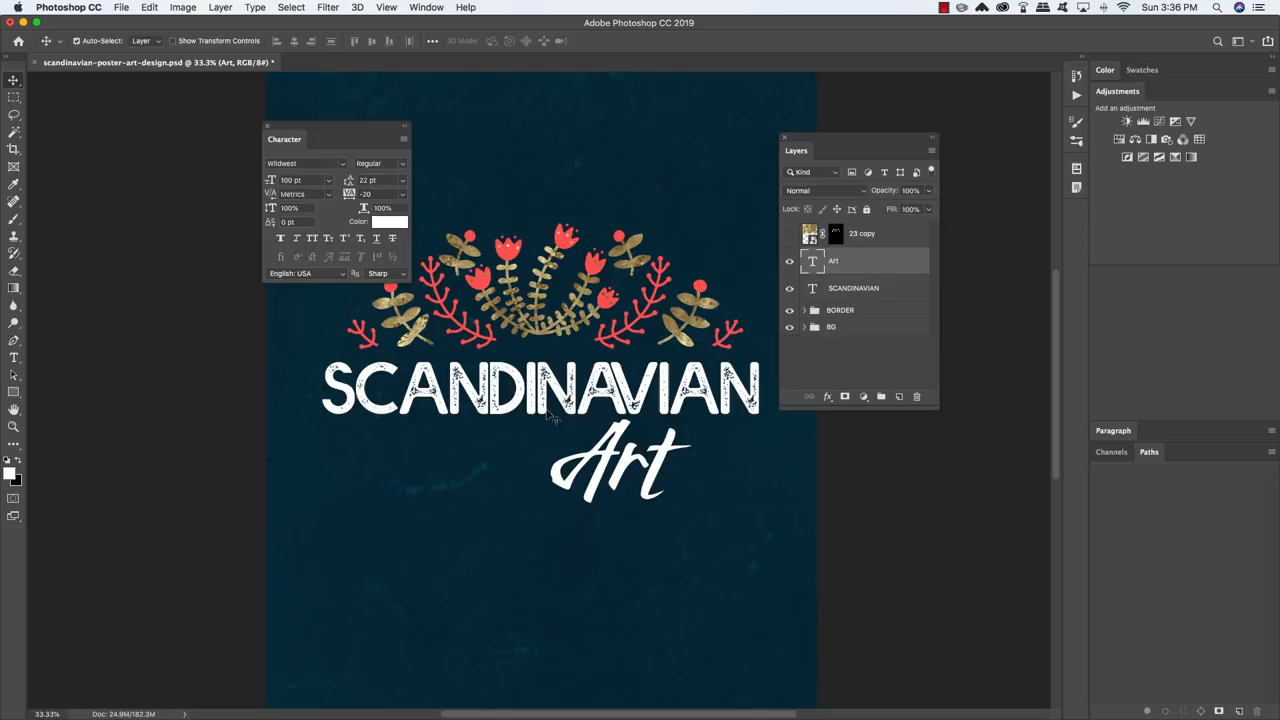 Photoshop CC File Edit Image Layer Type Select Filter 3D View Window Help Sun 3:36 PM
Adobe Photoshop CC 2019
Auto-Select: Layer Show Transform Controls 3D Mode:
scandinavian-poster-art-design.psd @ 33.3% (Art, RGB/8#) *
Character
Wildwest Regular
100 pt 22 pt
Metrics -20
100% 100%
0 pt Color:
English: USA Sharp
SCANDINAVIAN
Art
Layers
Kind
Normal Opacity: 100%
Lock: Fill: 100%
23 copy
Art
SCANDINAVIAN
BORDER
BG
Color Swatches
Adjustments
Add an adjustment
Paragraph
Channels Paths
33.33% Doc: 24.9M/182.3M